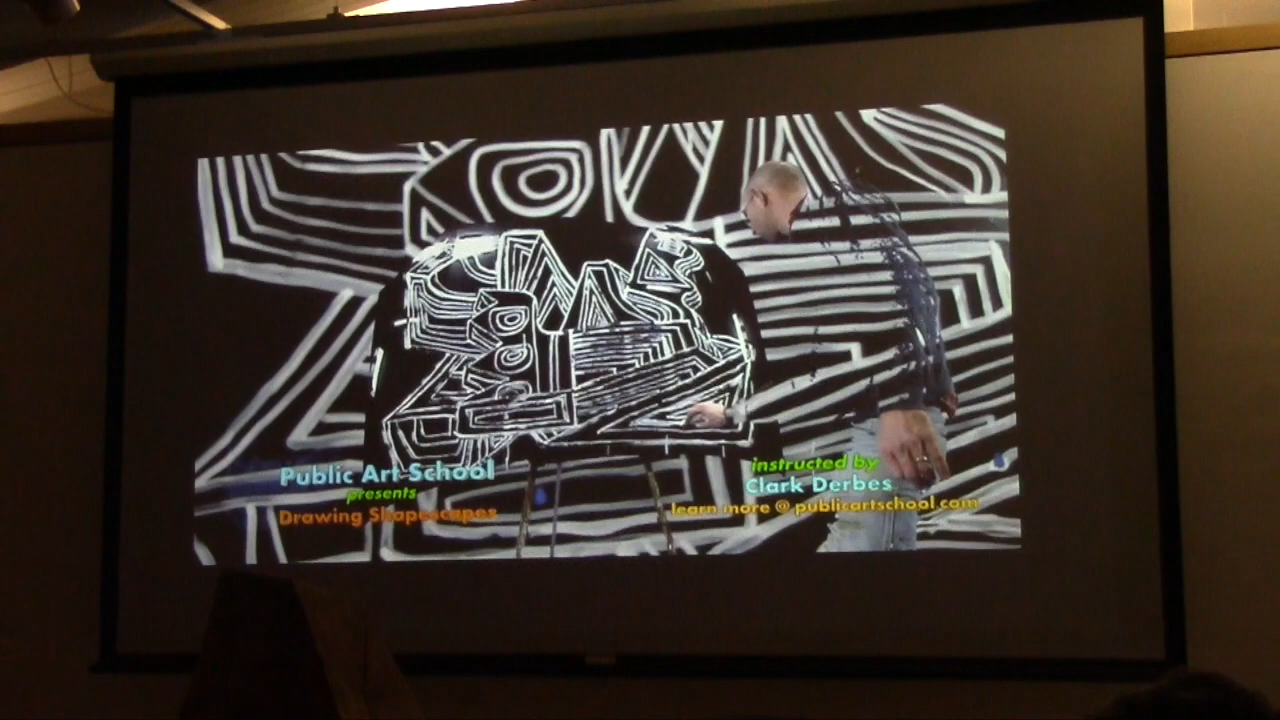 Public Art School
presents
Drawing Shapescapes
instructed by
Clark Derbes
learn more @ publicartschool.com